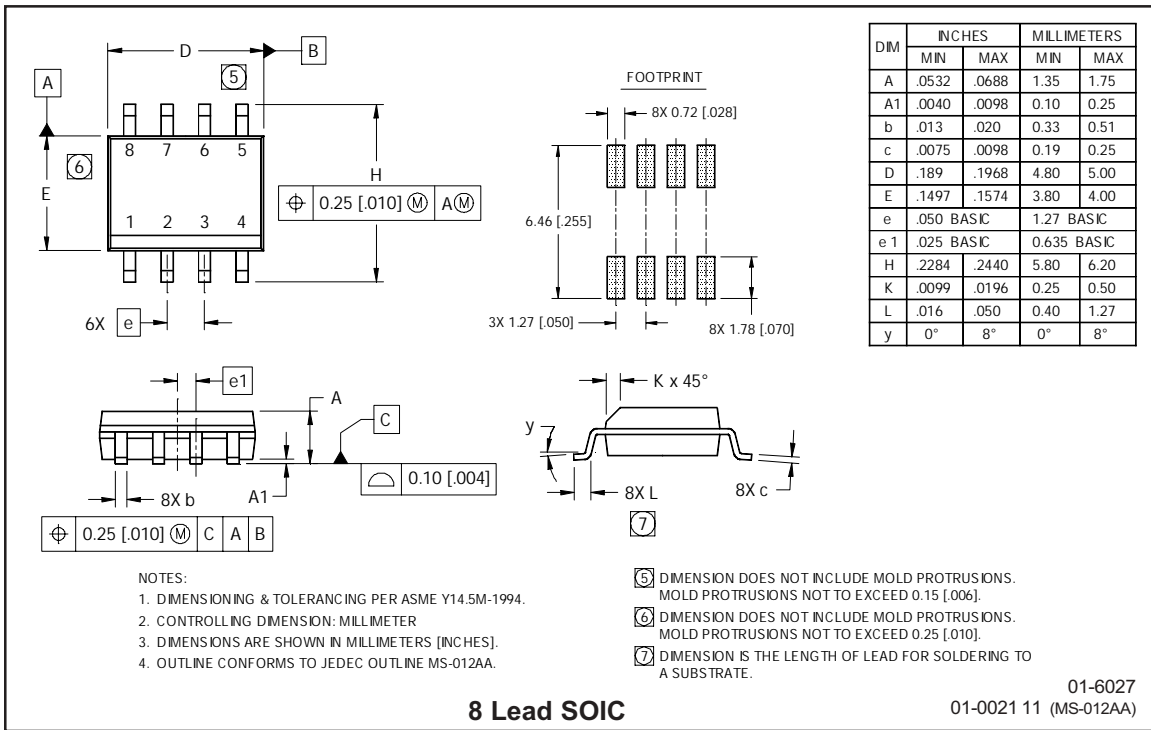 D
B
5
A
8 7 6 5
6
E
H
⌖ 0.25 [.010] Ⓜ A Ⓜ
1 2 3 4
6X e
FOOTPRINT
8X 0.72 [.028]
6.46 [.255]
3X 1.27 [.050]
8X 1.78 [.070]
DIM INCHES MILLIMETERS
MIN MAX MIN MAX
A .0532 .0688 1.35 1.75
A1 .0040 .0098 0.10 0.25
b .013 .020 0.33 0.51
c .0075 .0098 0.19 0.25
D .189 .1968 4.80 5.00
E .1497 .1574 3.80 4.00
e .050 BASIC 1.27 BASIC
e 1 .025 BASIC 0.635 BASIC
H .2284 .2440 5.80 6.20
K .0099 .0196 0.25 0.50
L .016 .050 0.40 1.27
y 0° 8° 0° 8°
e1
A
C
0.10 [.004]
8X b
A1
⌖ 0.25 [.010] Ⓜ C A B
K x 45°
y
8X L
7
8X c
NOTES:
1. DIMENSIONING & TOLERANCING PER ASME Y14.5M-1994.
2. CONTROLLING DIMENSION: MILLIMETER
3. DIMENSIONS ARE SHOWN IN MILLIMETERS [INCHES].
4. OUTLINE CONFORMS TO JEDEC OUTLINE MS-012AA.
5 DIMENSION DOES NOT INCLUDE MOLD PROTRUSIONS.
MOLD PROTRUSIONS NOT TO EXCEED 0.15 [.006].
6 DIMENSION DOES NOT INCLUDE MOLD PROTRUSIONS.
MOLD PROTRUSIONS NOT TO EXCEED 0.25 [.010].
7 DIMENSION IS THE LENGTH OF LEAD FOR SOLDERING TO
A SUBSTRATE.
8 Lead SOIC
01-6027
01-0021 11 (MS-012AA)